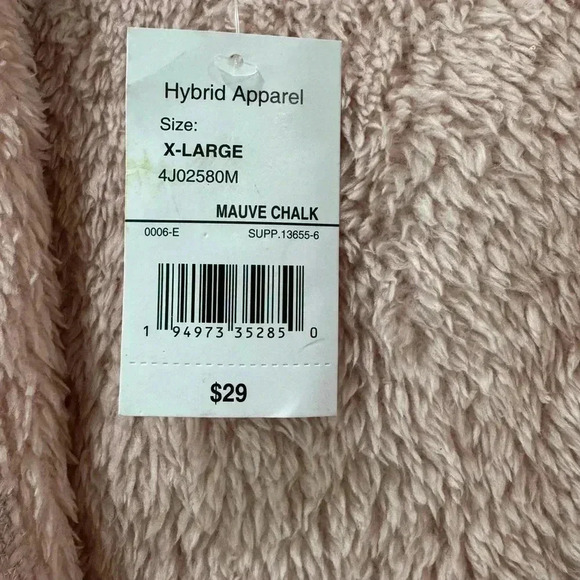 Hybrid Apparel
Size:
X-LARGE
4J02580M
MAUVE CHALK
0006-E SUPP.13655-6
1 94973 35285 0
$29